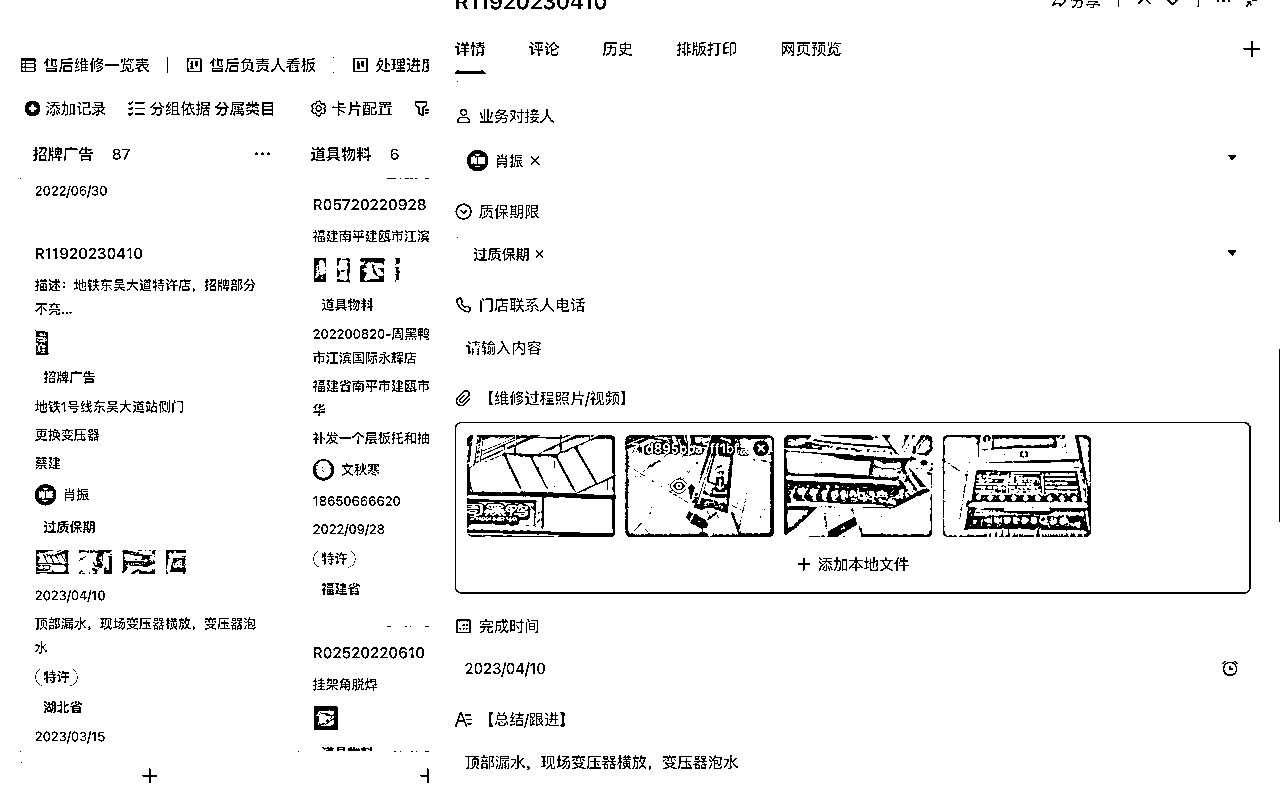 售后维修一览表
售后负责人看板
添加记录
分组依据 分属类目
卡片配置
招牌广告 87
2022/06/30
R11920230410
描述：地铁东吴大道特许店，招牌部分
不亮...
招牌广告
地铁1号线东吴大道站侧门
更换变压器
蔡建
肖振
过质保期
2023/04/10
顶部漏水，现场变压器横放，变压器泡
水
特许
湖北省
2023/03/15
道具物料 6
R05720220928
福建南平建瓯市江滨
道具物料
202200820-周黑鸭
市江滨国际永辉店
福建省南平市建瓯市
华
补发一个层板托和抽
文秋寒
18650666620
2022/09/28
特许
福建省
R02520220610
挂架角脱焊
道具物料
R11920230410
分享
详情
评论
历史
排版打印
网页预览
业务对接人
肖振 ×
质保期限
过质保期 ×
门店联系人电话
请输入内容
【维修过程照片/视频】
+ 添加本地文件
完成时间
2023/04/10
【总结/跟进】
顶部漏水，现场变压器横放，变压器泡水